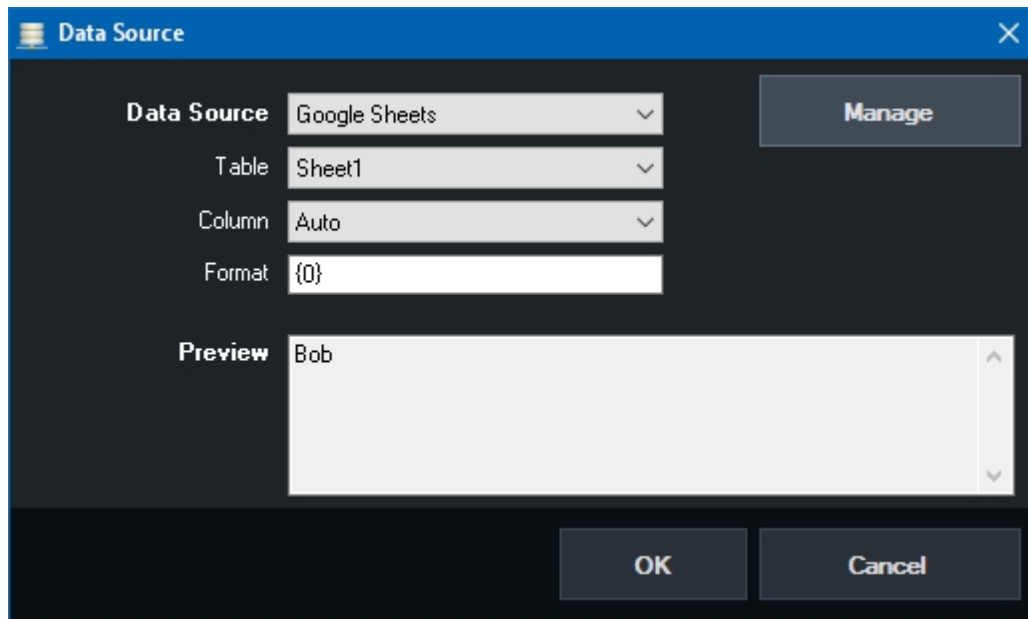 Data Source
Data Source Google Sheets Manage
Table Sheet1
Column Auto
Format {0}
Preview Bob
OK Cancel